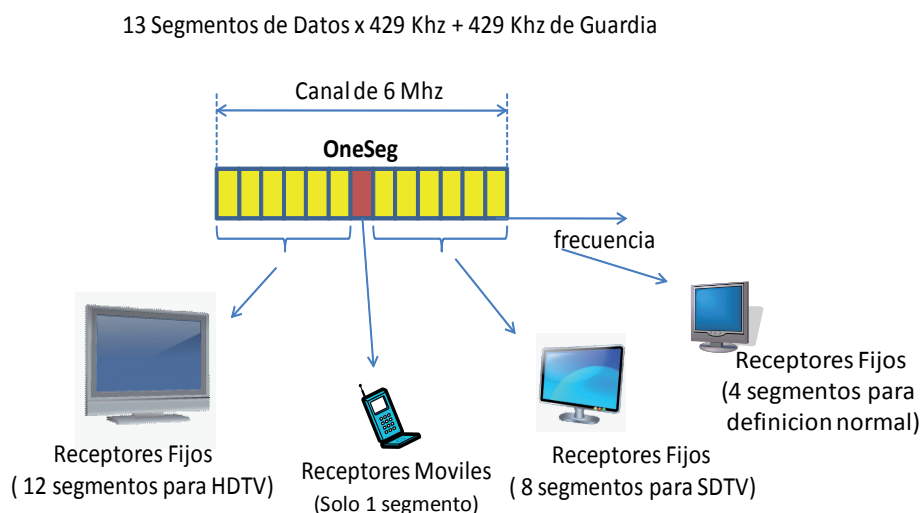 13 Segmentos de Datos x 429 Khz + 429 Khz de Guardia
Canal de 6 Mhz
OneSeg
frecuencia
Receptores Fijos
( 12 segmentos para HDTV)
Receptores Moviles
(Solo 1 segmento)
Receptores Fijos
( 8 segmentos para SDTV)
Receptores Fijos
(4 segmentos para
definicion normal)